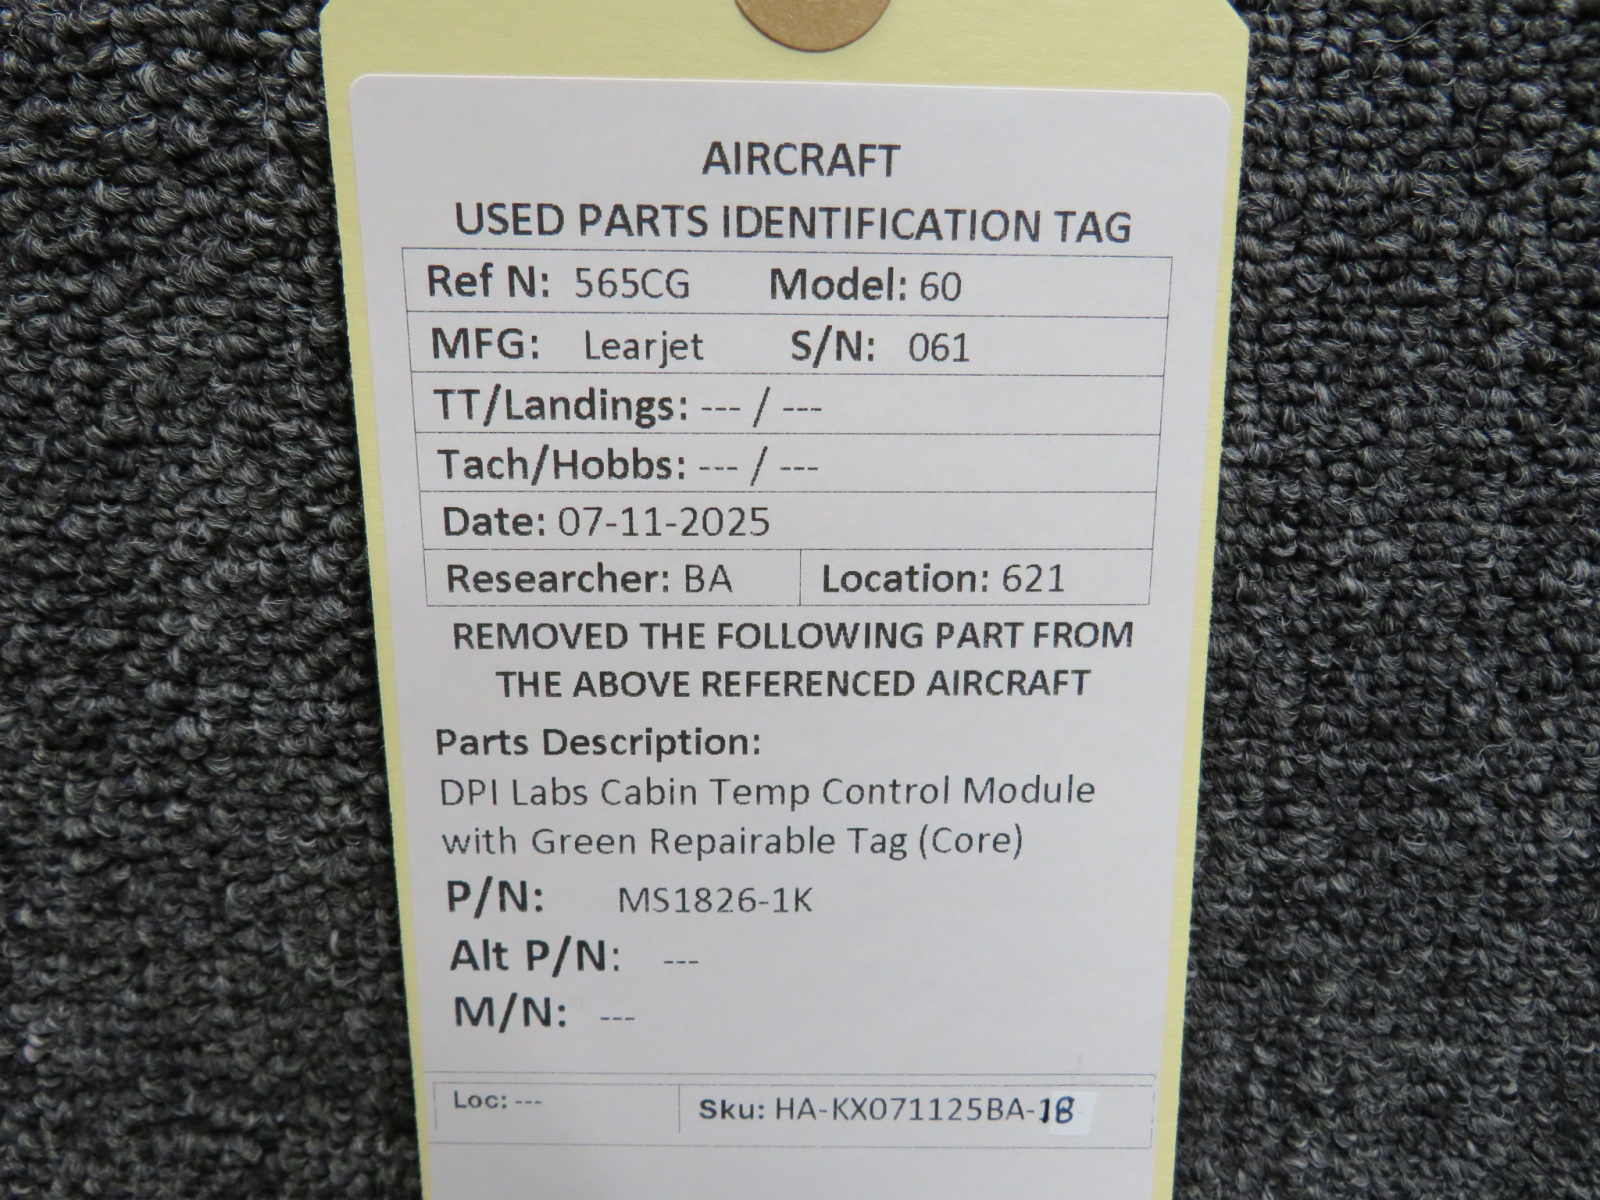 AIRCRAFT
USED PARTS IDENTIFICATION TAG
Ref N: 565CG Model: 60
MFG: Learjet S/N: 061
TT/Landings: --- / ---
Tach/Hobbs: --- / ---
Date: 07-11-2025
Researcher: BA Location: 621
REMOVED THE FOLLOWING PART FROM
THE ABOVE REFERENCED AIRCRAFT
Parts Description:
DPI Labs Cabin Temp Control Module
with Green Repairable Tag (Core)
P/N: MS1826-1K
Alt P/N: ---
M/N: ---
Loc: --- Sku: HA-KX071125BA-18